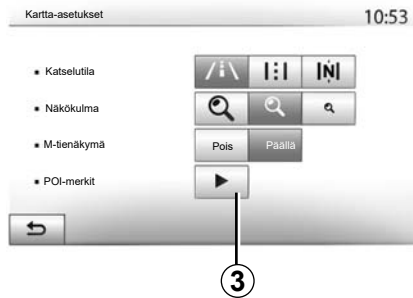 Kartta-asetukset 10:53
Katselutila N
Näkökulma
M-tienäkymä Pois Päällä
POI-merkit
3